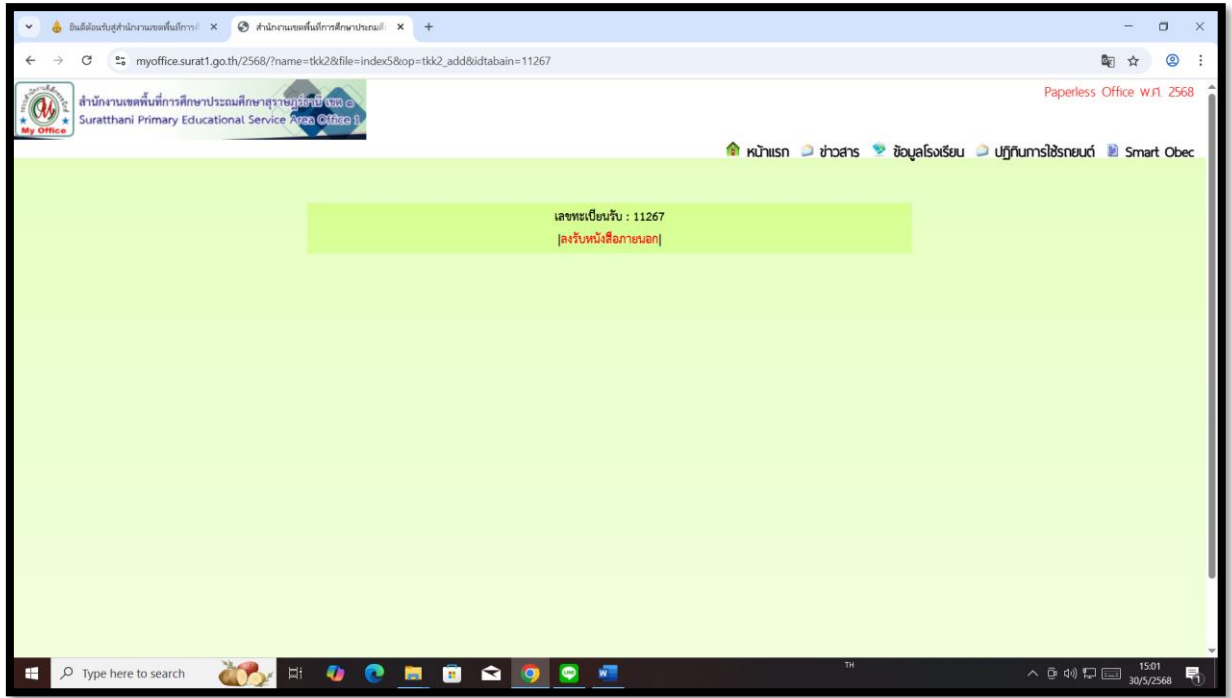 ยินดีต้อนรับสู่สำนักงานเขตพื้นที่การศึ
สำนักงานเขตพื้นที่การศึกษาประถมศึ
myoffice.surat1.go.th/2568/?name=tkk2&file=index5&op=tkk2_add&idtabain=11267
Paperless Office พ.ศ. 2568
สำนักงานเขตพื้นที่การศึกษาประถมศึกษาสุราษฎร์ธานี เขต ๑
Suratthani Primary Educational Service Area Office 1
My Office
หน้าแรก ข่าวสาร ข้อมูลโรงเรียน ปฏิทินการใช้รถยนต์ Smart Obec
เลขทะเบียนรับ : 11267
|ลงรับหนังสือภายนอก|
Type here to search
TH
15:01
30/5/2568